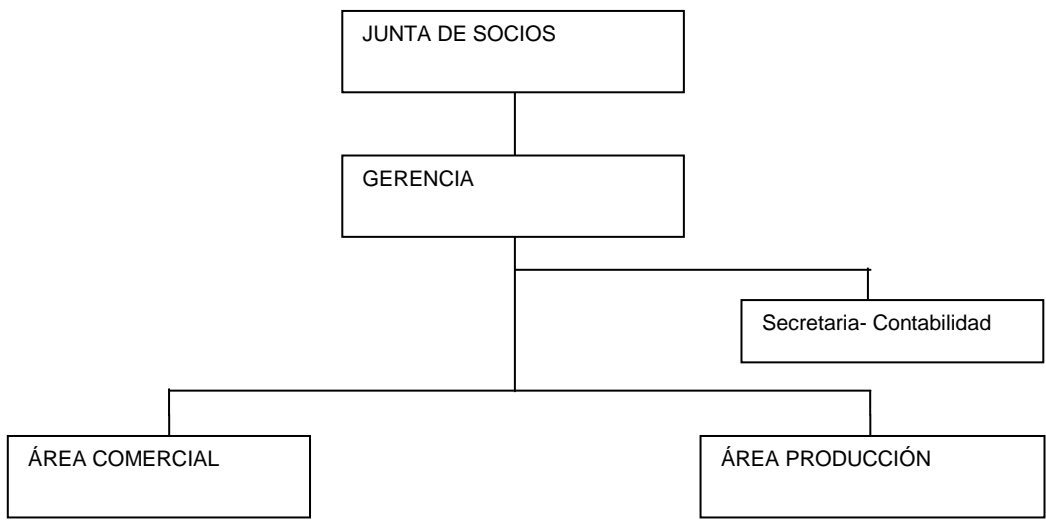 JUNTA DE SOCIOS
GERENCIA
Secretaria- Contabilidad
ÁREA COMERCIAL
ÁREA PRODUCCIÓN